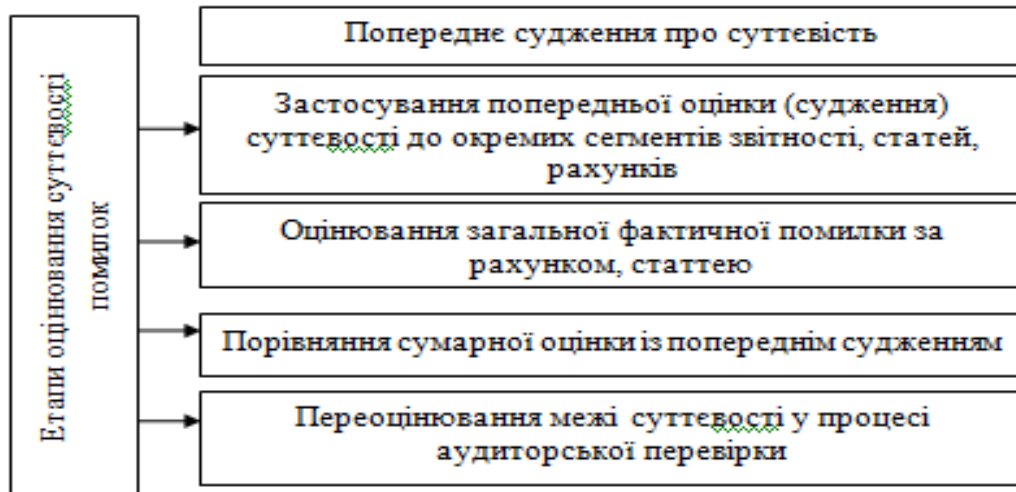 Етапи оцінювання суттєвості
помилок
Попереднє судження про суттєвість
Застосування попередньої оцінки (судження)
суттєвості до окремих сегментів звітності, статей,
рахунків
Оцінювання загальної фактичної помилки за
рахунком, статтею
Порівняння сумарної оцінки із попереднім судженням
Переоцінювання межі суттєвості у процесі
аудиторської перевірки